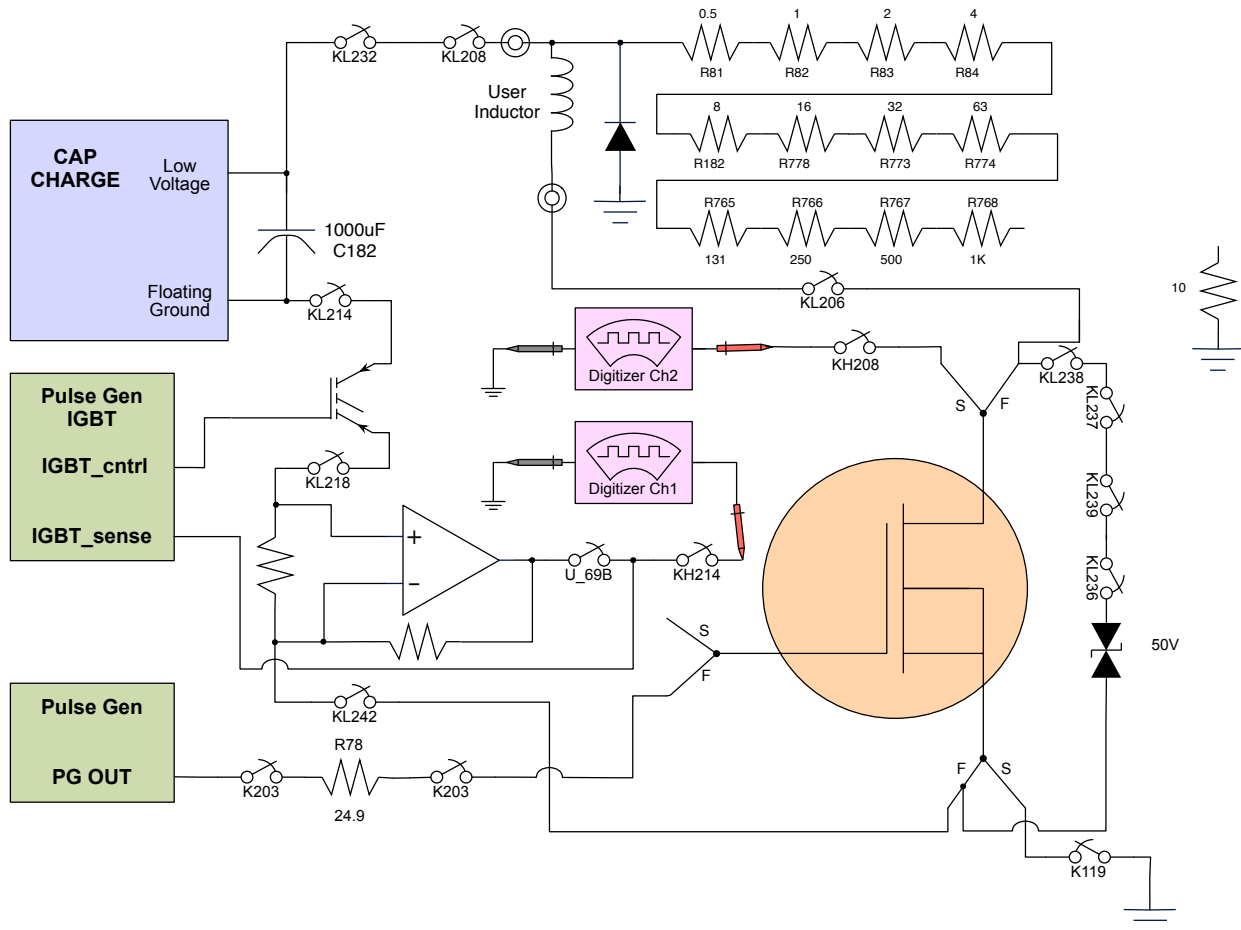 0.5 1 2 4
KL232 KL208 R81 R82 R83 R84
User
Inductor
8 16 32 63
R182 R778 R773 R774
CAP
CHARGE
Low
Voltage
1000uF
C182
R765 R766 R767 R768
131 250 500 1K
Floating
Ground
KL214
KL206
10
Digitizer Ch2
KH208
KL238
S F
KL237
Pulse Gen
IGBT
IGBT_cntrl
IGBT_sense
KL218
Digitizer Ch1
KL239
+
−
U_69B
KH214
KL236
S
F
50V
Pulse Gen
PG OUT
KL242
R78
K203
24.9
K203
F S
K119